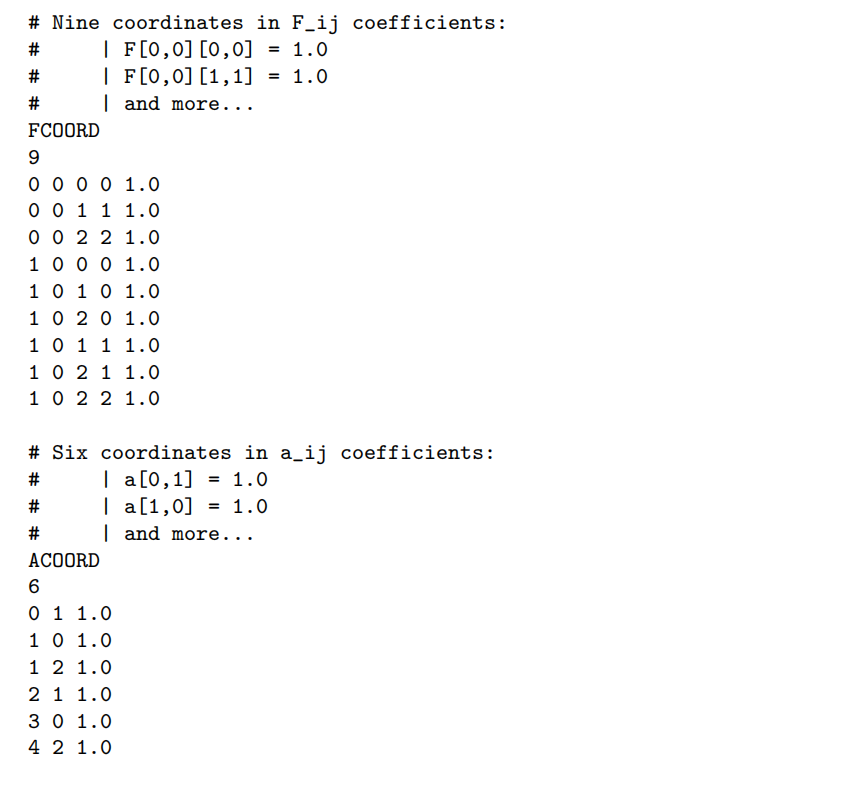 # Nine coordinates in F_ij coefficients:
#     | F[0,0][0,0] = 1.0
#     | F[0,0][1,1] = 1.0
#     | and more...
FCOORD
9
0 0 0 0 1.0
0 0 1 1 1.0
0 0 2 2 1.0
1 0 0 0 1.0
1 0 1 0 1.0
1 0 2 0 1.0
1 0 1 1 1.0
1 0 2 1 1.0
1 0 2 2 1.0
# Six coordinates in a_ij coefficients:
#     | a[0,1] = 1.0
#     | a[1,0] = 1.0
#     | and more...
ACOORD
6
0 1 1.0
1 0 1.0
1 2 1.0
2 1 1.0
3 0 1.0
4 2 1.0